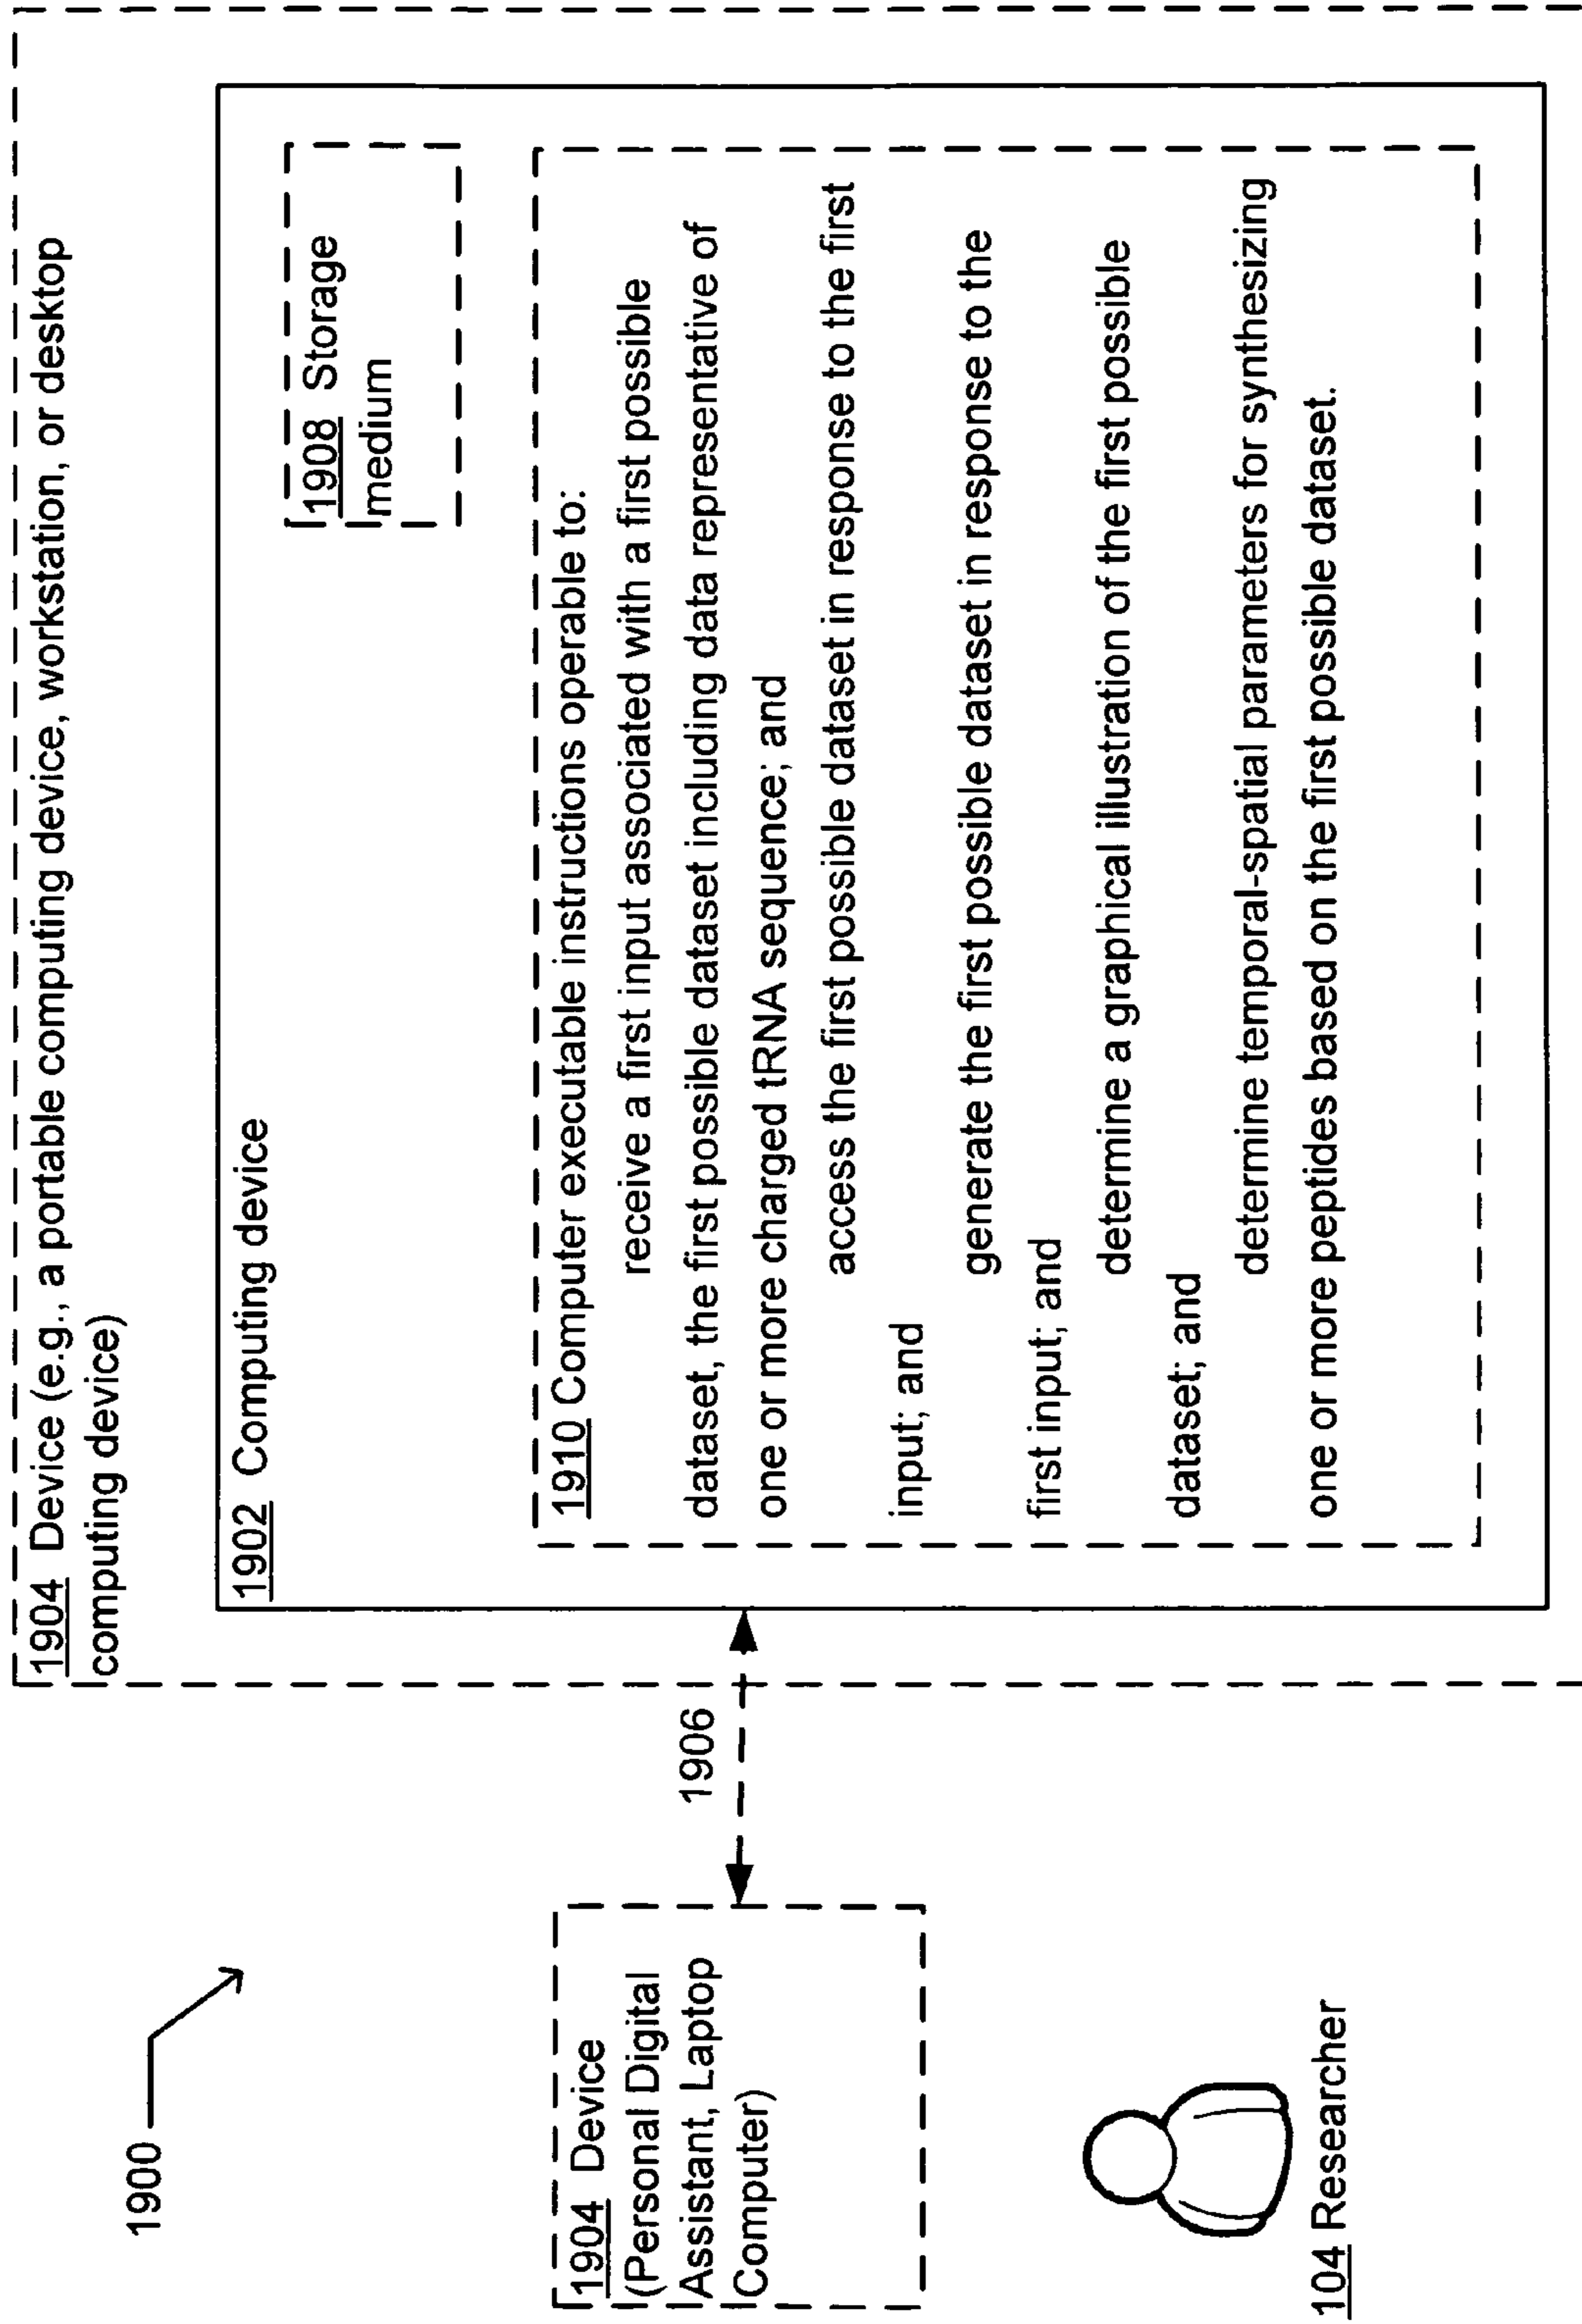 1900
1904 Device (e.g., a portable computing device, workstation, or desktop
computing device)
1902 Computing device
1908 Storage
medium
1904 Device
(Personal Digital
Assistant, Laptop
Computer)
1906
1910 Computer executable instructions operable to:
receive a first input associated with a first possible
dataset, the first possible dataset including data representative of
one or more charged tRNA sequence; and
access the first possible dataset in response to the first
input; and
generate the first possible dataset in response to the
first input; and
determine a graphical illustration of the first possible
dataset; and
determine temporal-spatial parameters for synthesizing
one or more peptides based on the first possible dataset.
104 Researcher